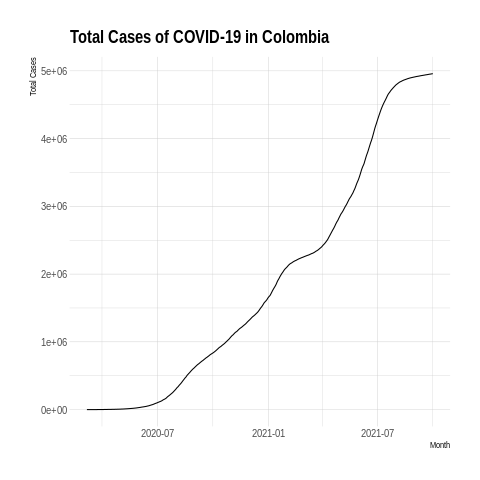 Total Cases of COVID-19 in Colombia
Total Cases
5e+06
4e+06
3e+06
2e+06
1e+06
0e+00
2020-07 2021-01 2021-07
Month